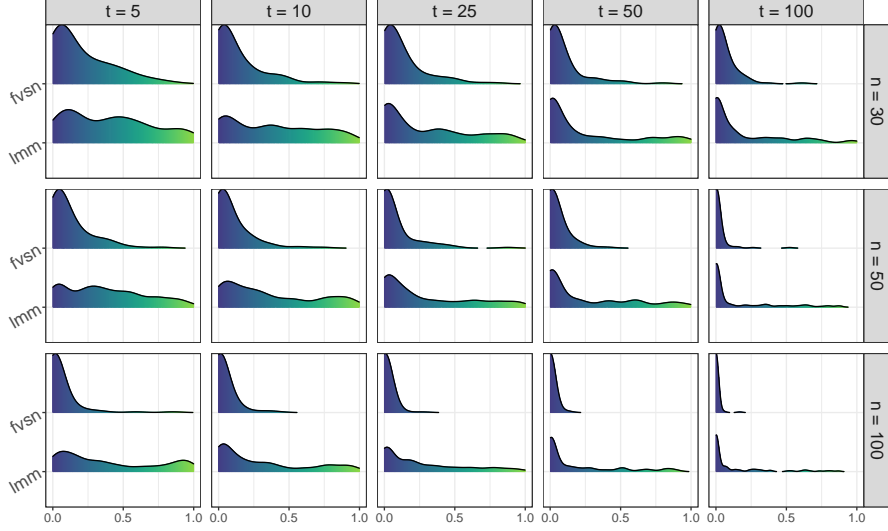 t = 5 t = 10 t = 25 t = 50 t = 100
fvsn
lmm
n = 30
fvsn
lmm
n = 50
fvsn
lmm
n = 100
0.0 0.5 1.0 0.0 0.5 1.0 0.0 0.5 1.0 0.0 0.5 1.0 0.0 0.5 1.0